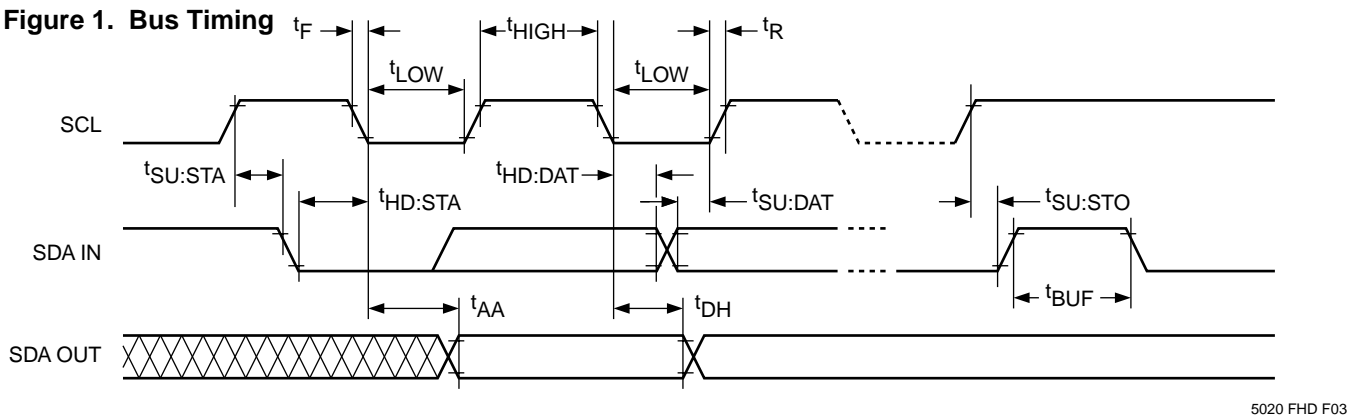 Figure 1. Bus Timing
tF
tHIGH
tR
tLOW
tLOW
SCL
tSU:STA
tHD:STA
tHD:DAT
tSU:DAT
tSU:STO
SDA IN
tBUF
tAA
tDH
SDA OUT
5020 FHD F03